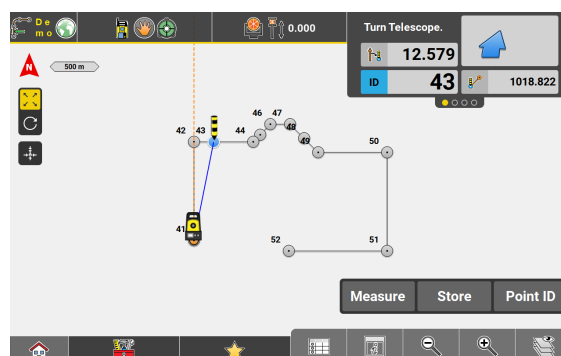 De
mo
0.000
Turn Telescope.
12.579
ID
43
1018.822
N
500 m
46
47
48
42
43
44
49
50
41
52
51
Measure
Store
Point ID